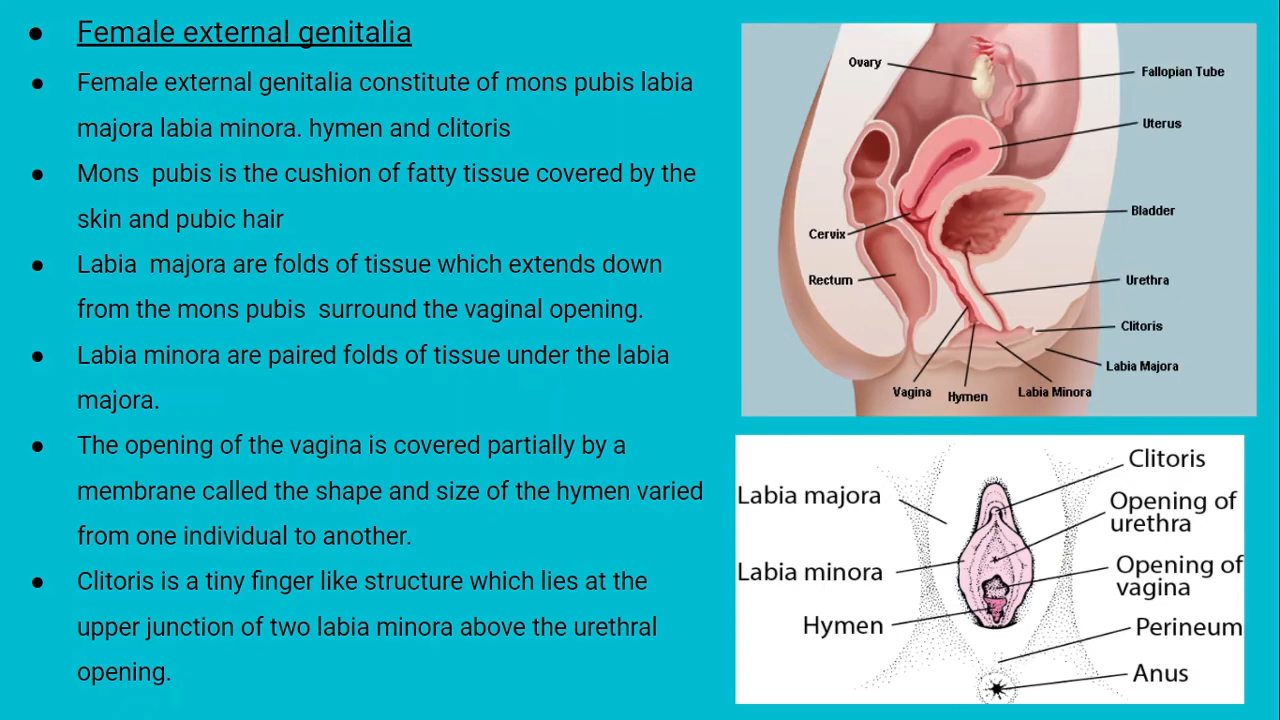 Female external genitalia
Female external genitalia constitute of mons pubis labia
majora labia minora. hymen and clitoris
Mons pubis is the cushion of fatty tissue covered by the
skin and pubic hair
Labia majora are folds of tissue which extends down
from the mons pubis surround the vaginal opening.
Labia minora are paired folds of tissue under the labia
majora.
The opening of the vagina is covered partially by a
membrane called the shape and size of the hymen varied
from one individual to another.
Clitoris is a tiny finger like structure which lies at the
upper junction of two labia minora above the urethral
opening.
Ovary
Fallopian Tube
Uterus
Bladder
Cervix
Rectum
Urethra
Clitoris
Labia Majora
Vagina
Hymen
Labia Minora
Clitoris
Labia majora
Opening of
urethra
Labia minora
Opening of
vagina
Hymen
Perineum
Anus